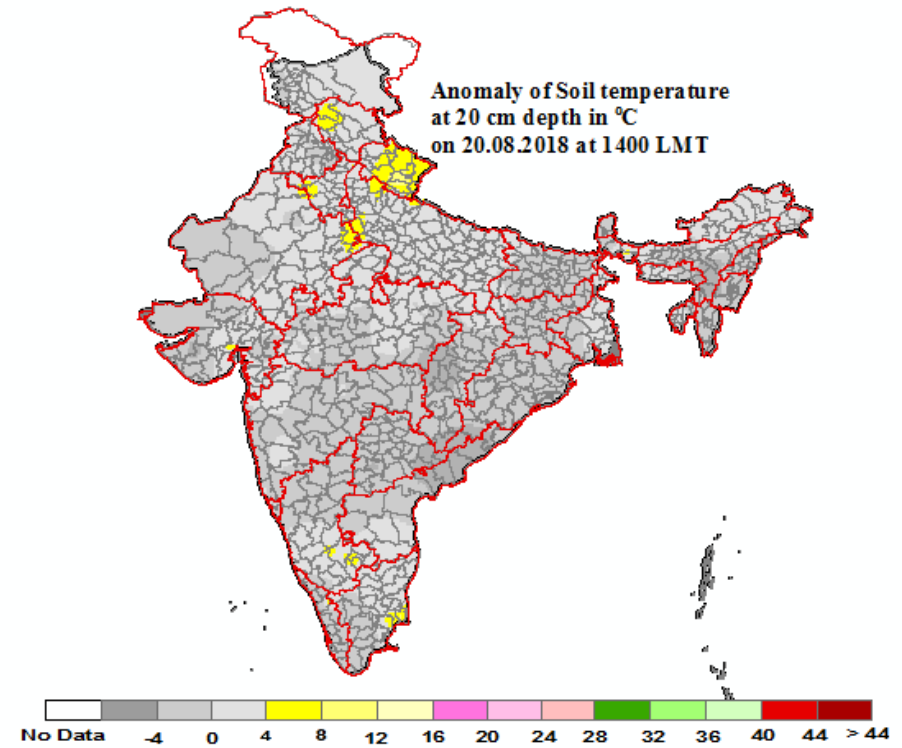 Anomaly of Soil temperature
at 20 cm depth in ⁰C
on 20.08.2018 at 1400 LMT
No Data -4 0 4 8 12 16 20 24 28 32 36 40 44 > 44